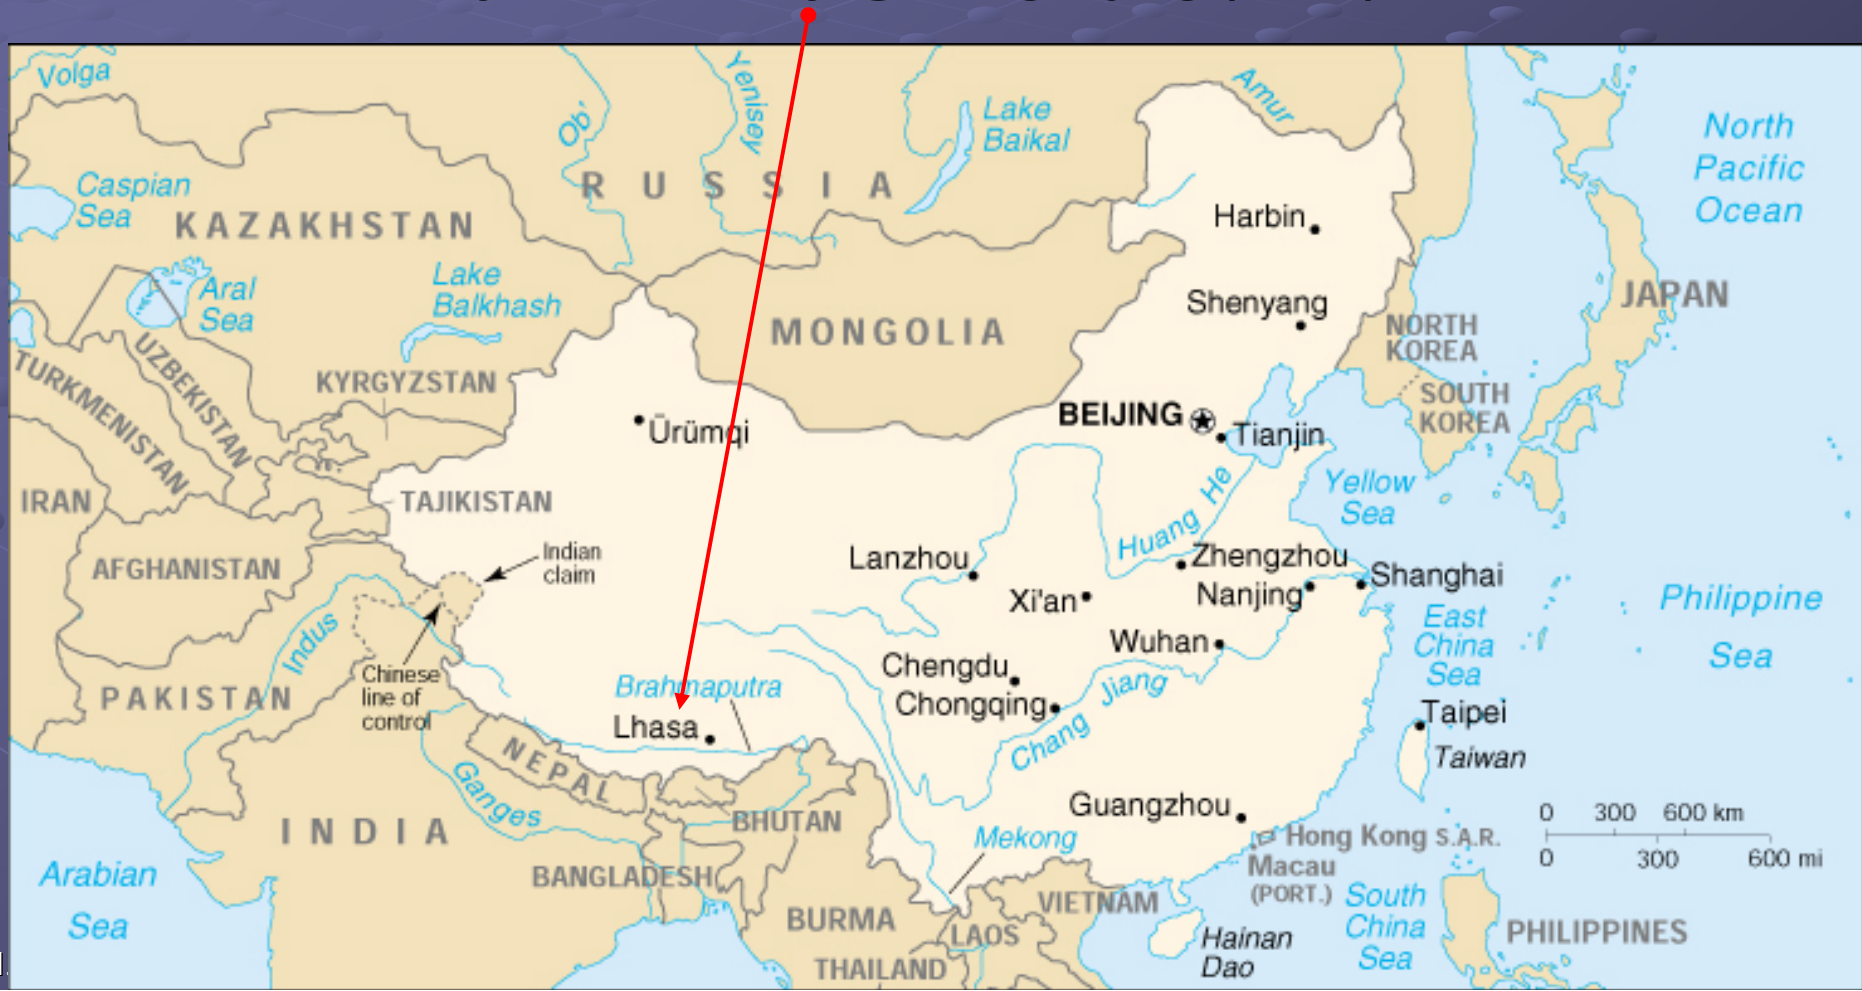 Volga
Ob'
Yenisey
Lake
Baikal
Amur
North
Pacific
Ocean
RUSSIA
Caspian
Sea
KAZAKHSTAN
Harbin
Aral
Sea
Lake
Balkhash
Shenyang
JAPAN
MONGOLIA
NORTH
KOREA
UZBEKISTAN
TURKMENISTAN
KYRGYZSTAN
SOUTH
KOREA
BEIJING
Tianjin
Ürümqi
IRAN
TAJIKISTAN
Yellow
Sea
Huang He
AFGHANISTAN
Indian
claim
Lanzhou
Zhengzhou
Xi'an
Nanjing
Shanghai
East
China
Sea
Philippine
Sea
Indus
Wuhan
Chinese
line of
control
Chengdu
Chongqing
Chang Jiang
PAKISTAN
Brahmaputra
Lhasa
Taipei
Taiwan
NEPAL
Ganges
INDIA
BHUTAN
Guangzhou
0 300 600 km
0 300 600 mi
Hong Kong S.A.R.
Macau
(PORT.)
Mekong
Arabian
Sea
BANGLADESH
BURMA
VIETNAM
LAOS
THAILAND
Hainan
Dao
South
China
Sea
PHILIPPINES